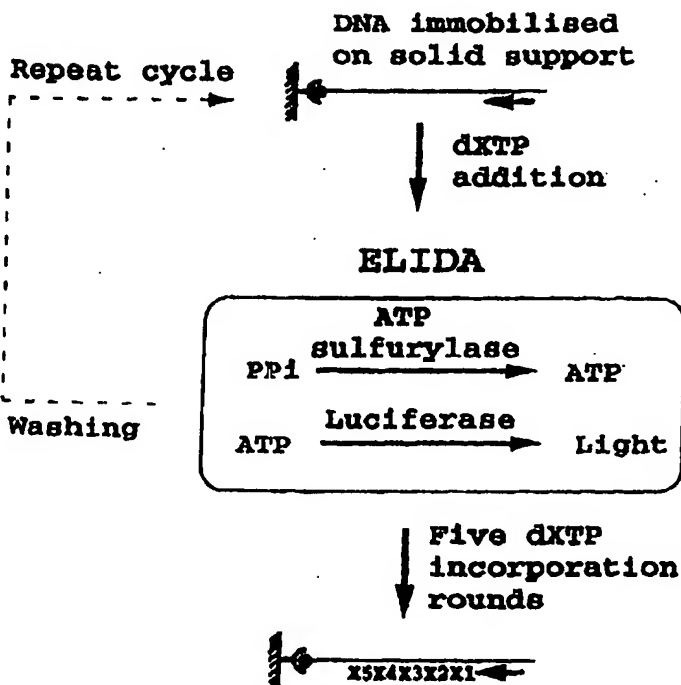 DNA immobilised
on solid support
Repeat cycle
dXTP
addition
ELIDA
ATP
sulfurylase
PPi
ATP
Luciferase
ATP
Light
Washing
Five dXTP
incorporation
rounds
X5X4X3X2X1